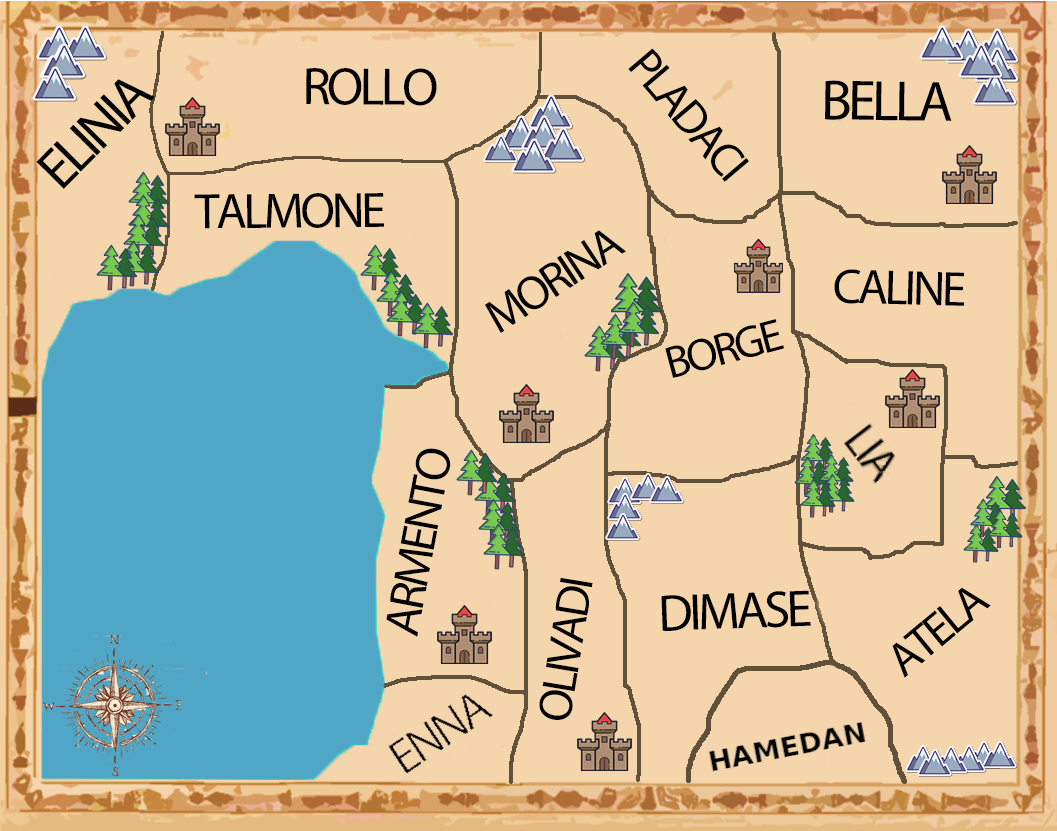 ELINIA
ROLLO
PLADACI
BELLA
TALMONE
MORINA
BORGE
CALINE
LIA
ARMENTO
OLIVADI
DIMASE
ATELA
ENNA
HAMEDAN
N
W
E
S